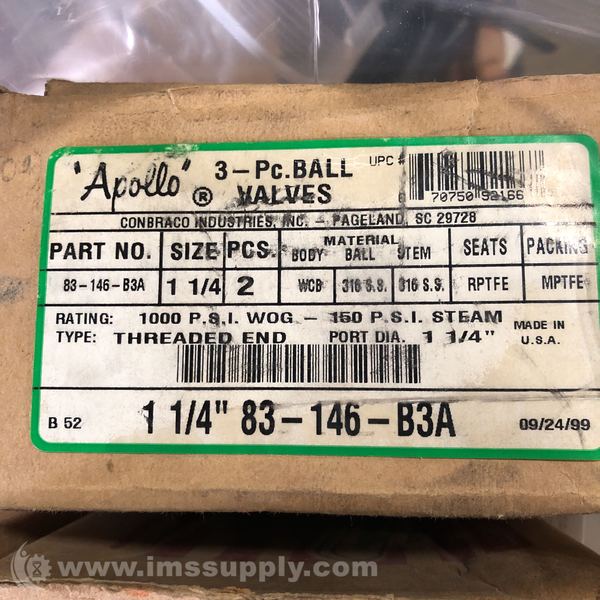 "Apollo" ® 3-Pc. BALL VALVES
UPC #
70750 92166
CONBRACO INDUSTRIES, INC. - PAGELAND, SC 29728
PART NO. SIZE PCS. MATERIAL BODY BALL STEM SEATS PACKING
83-146-B3A 1 1/4 2 WCB 316 S.S. 316 S.S. RPTFE MPTFE
RATING: 1000 P.S.I. WOG - 150 P.S.I. STEAM
TYPE: THREADED END PORT DIA. 1 1/4"
MADE IN U.S.A.
B 52 1 1/4" 83-146-B3A 09/24/99
www.imssupply.com